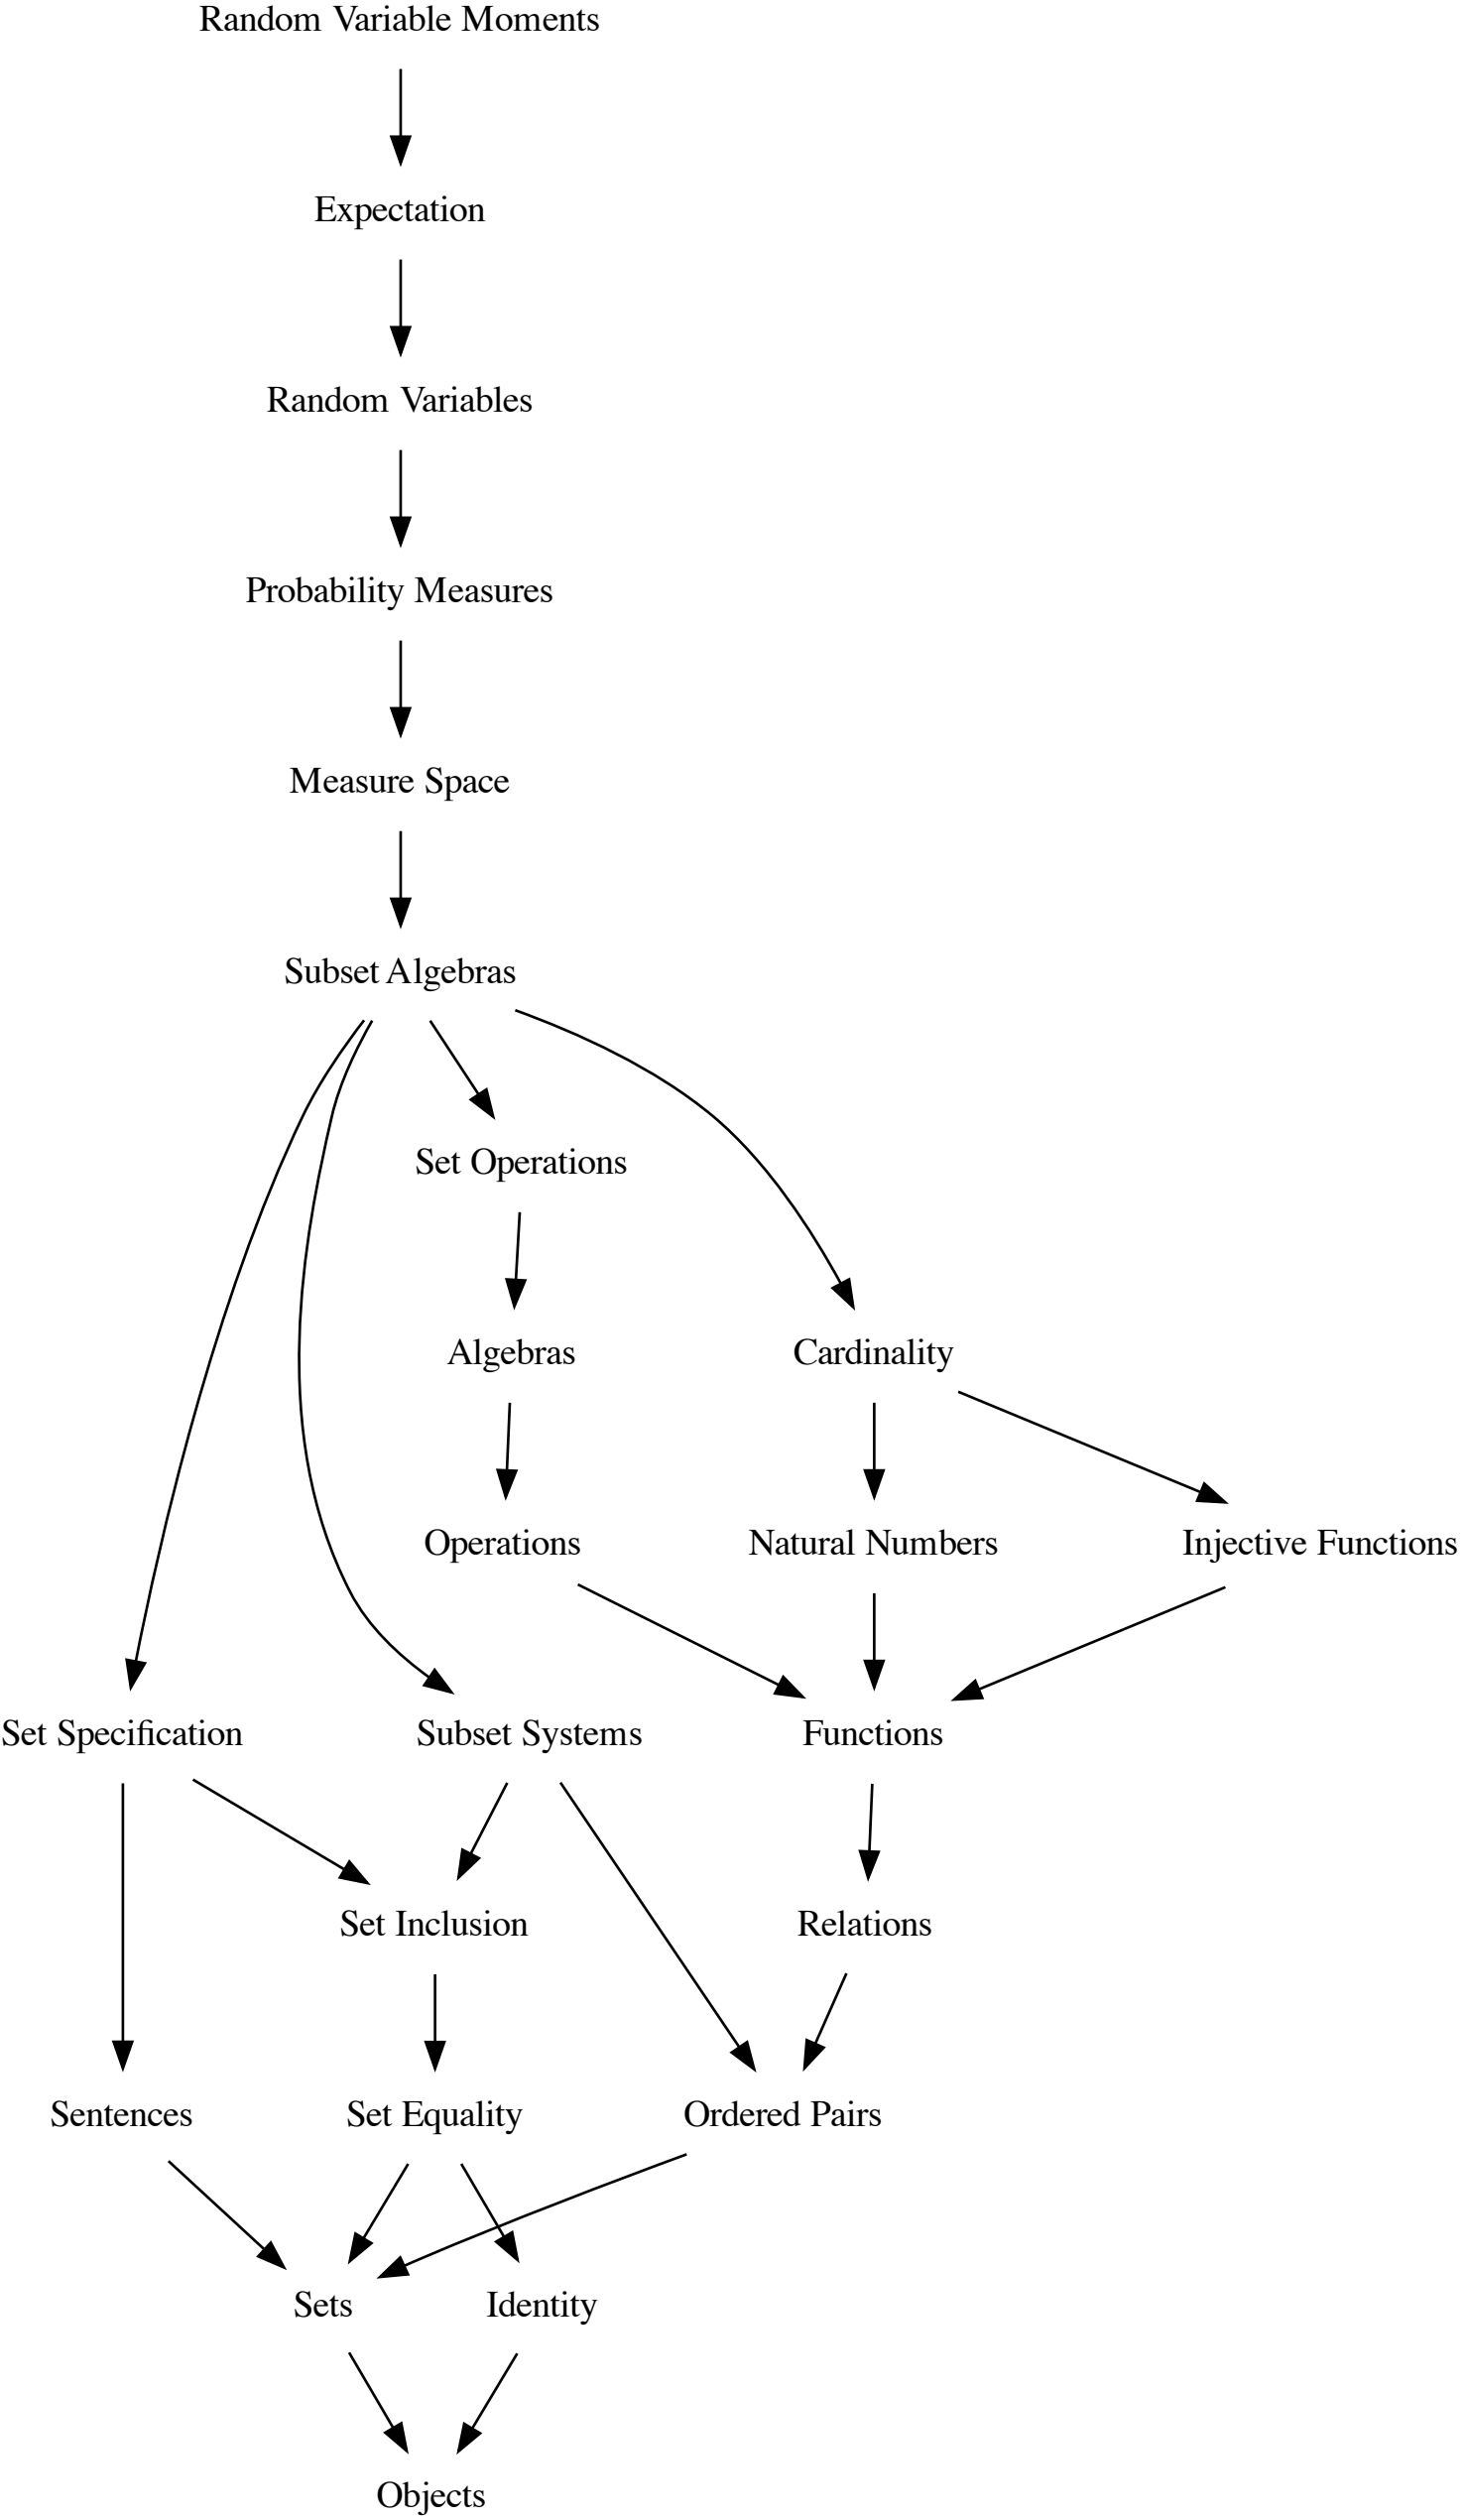 Random Variable Moments
Expectation
Random Variables
Probability Measures
Measure Space
Subset Algebras
Set Operations
Algebras
Cardinality
Operations
Natural Numbers
Injective Functions
Set Specification
Subset Systems
Functions
Set Inclusion
Relations
Sentences
Set Equality
Ordered Pairs
Sets
Identity
Objects